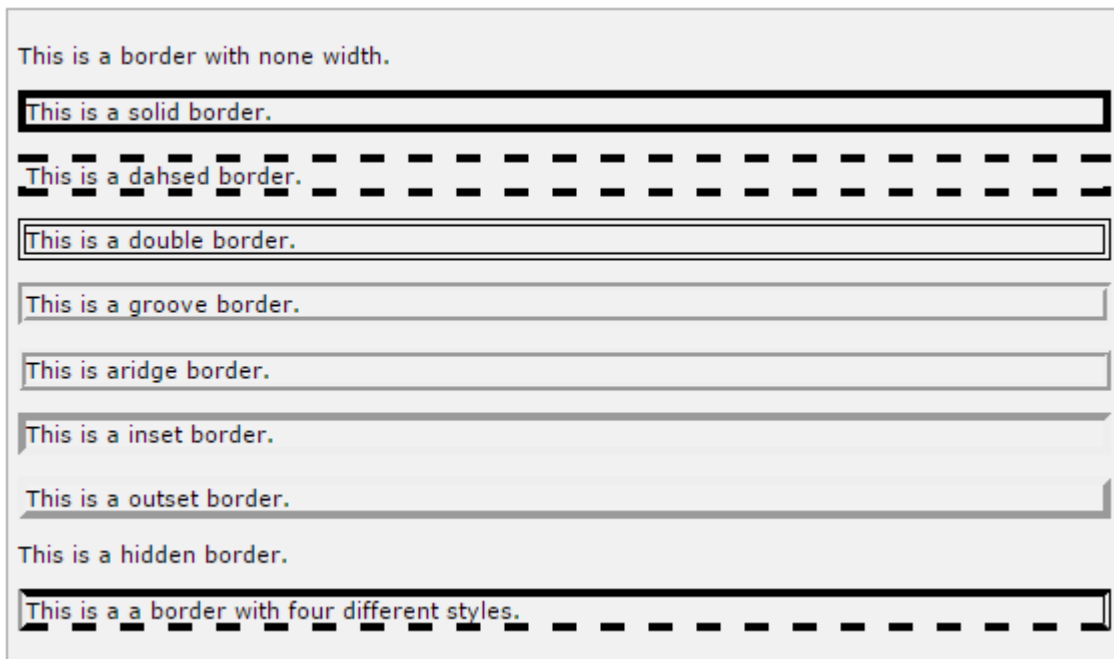 This is a border with none width.
This is a solid border.
This is a dahsed border.
This is a double border.
This is a groove border.
This is aridge border.
This is a inset border.
This is a outset border.
This is a hidden border.
This is a a border with four different styles.